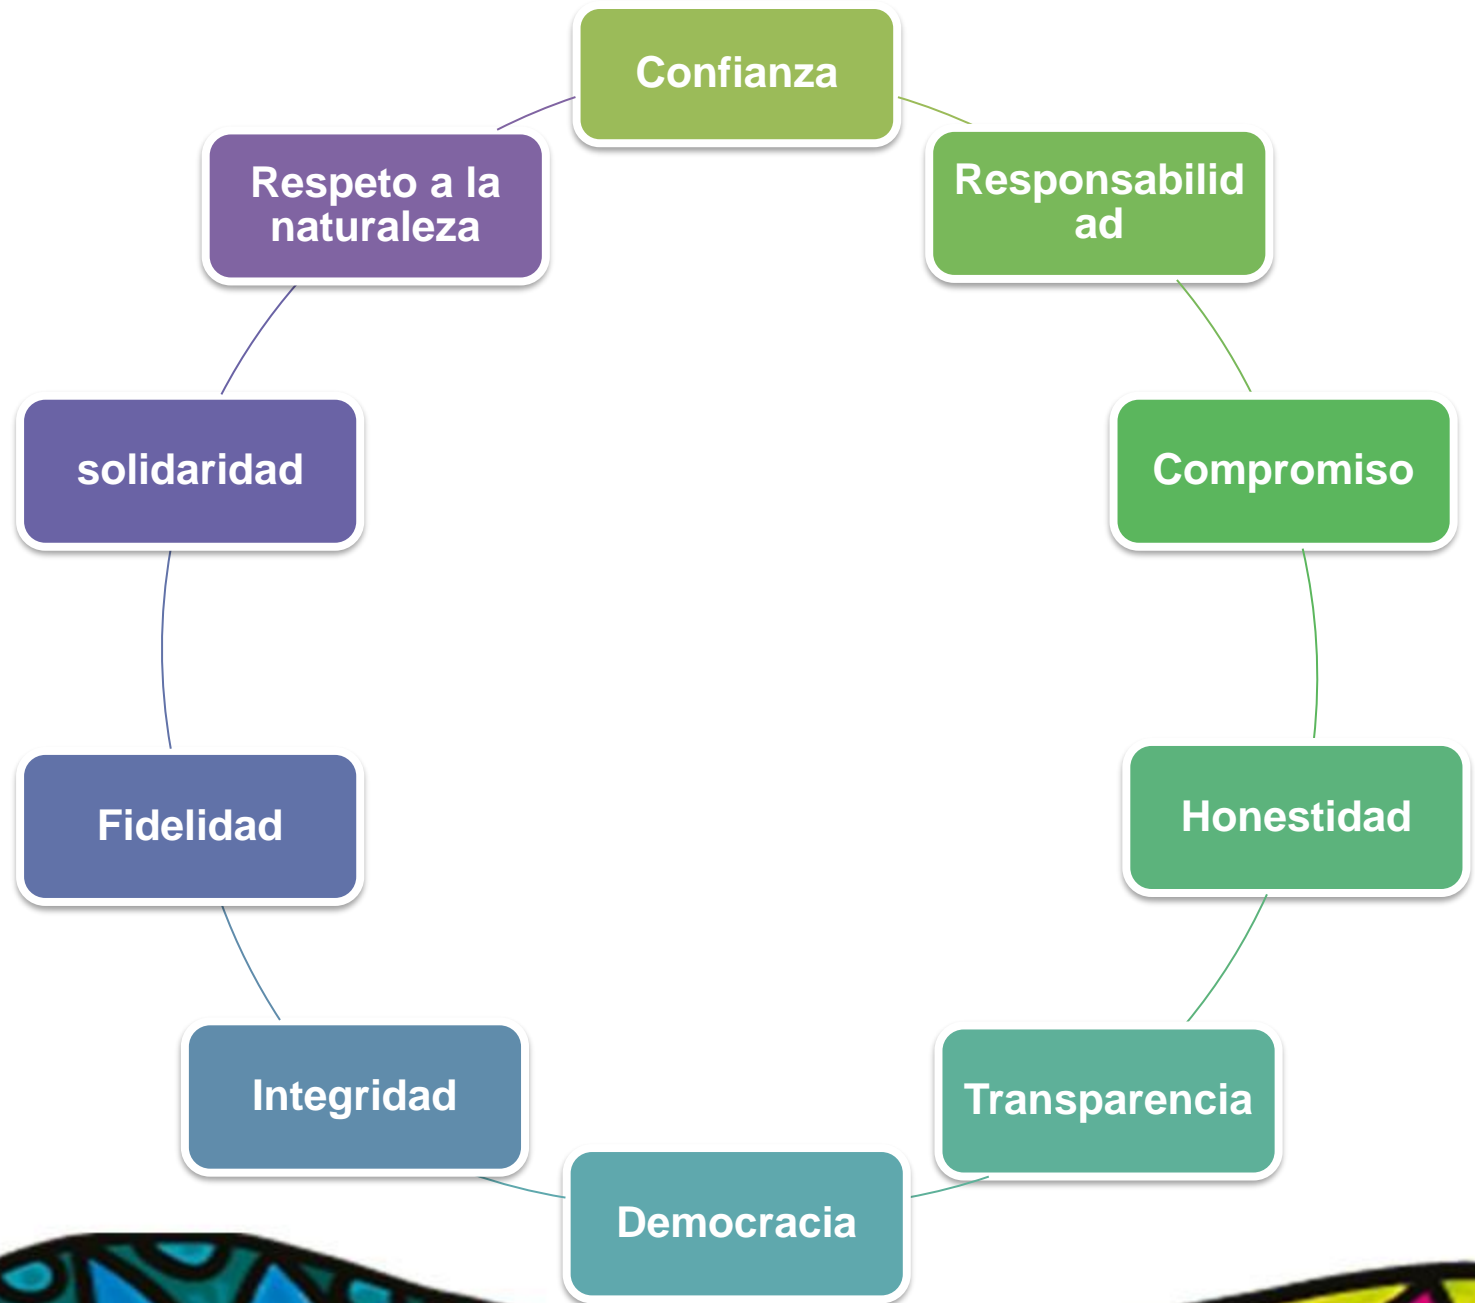 Confianza
Responsabilid
ad
Compromiso
Honestidad
Transparencia
Democracia
Integridad
Fidelidad
solidaridad
Respeto a la
naturaleza